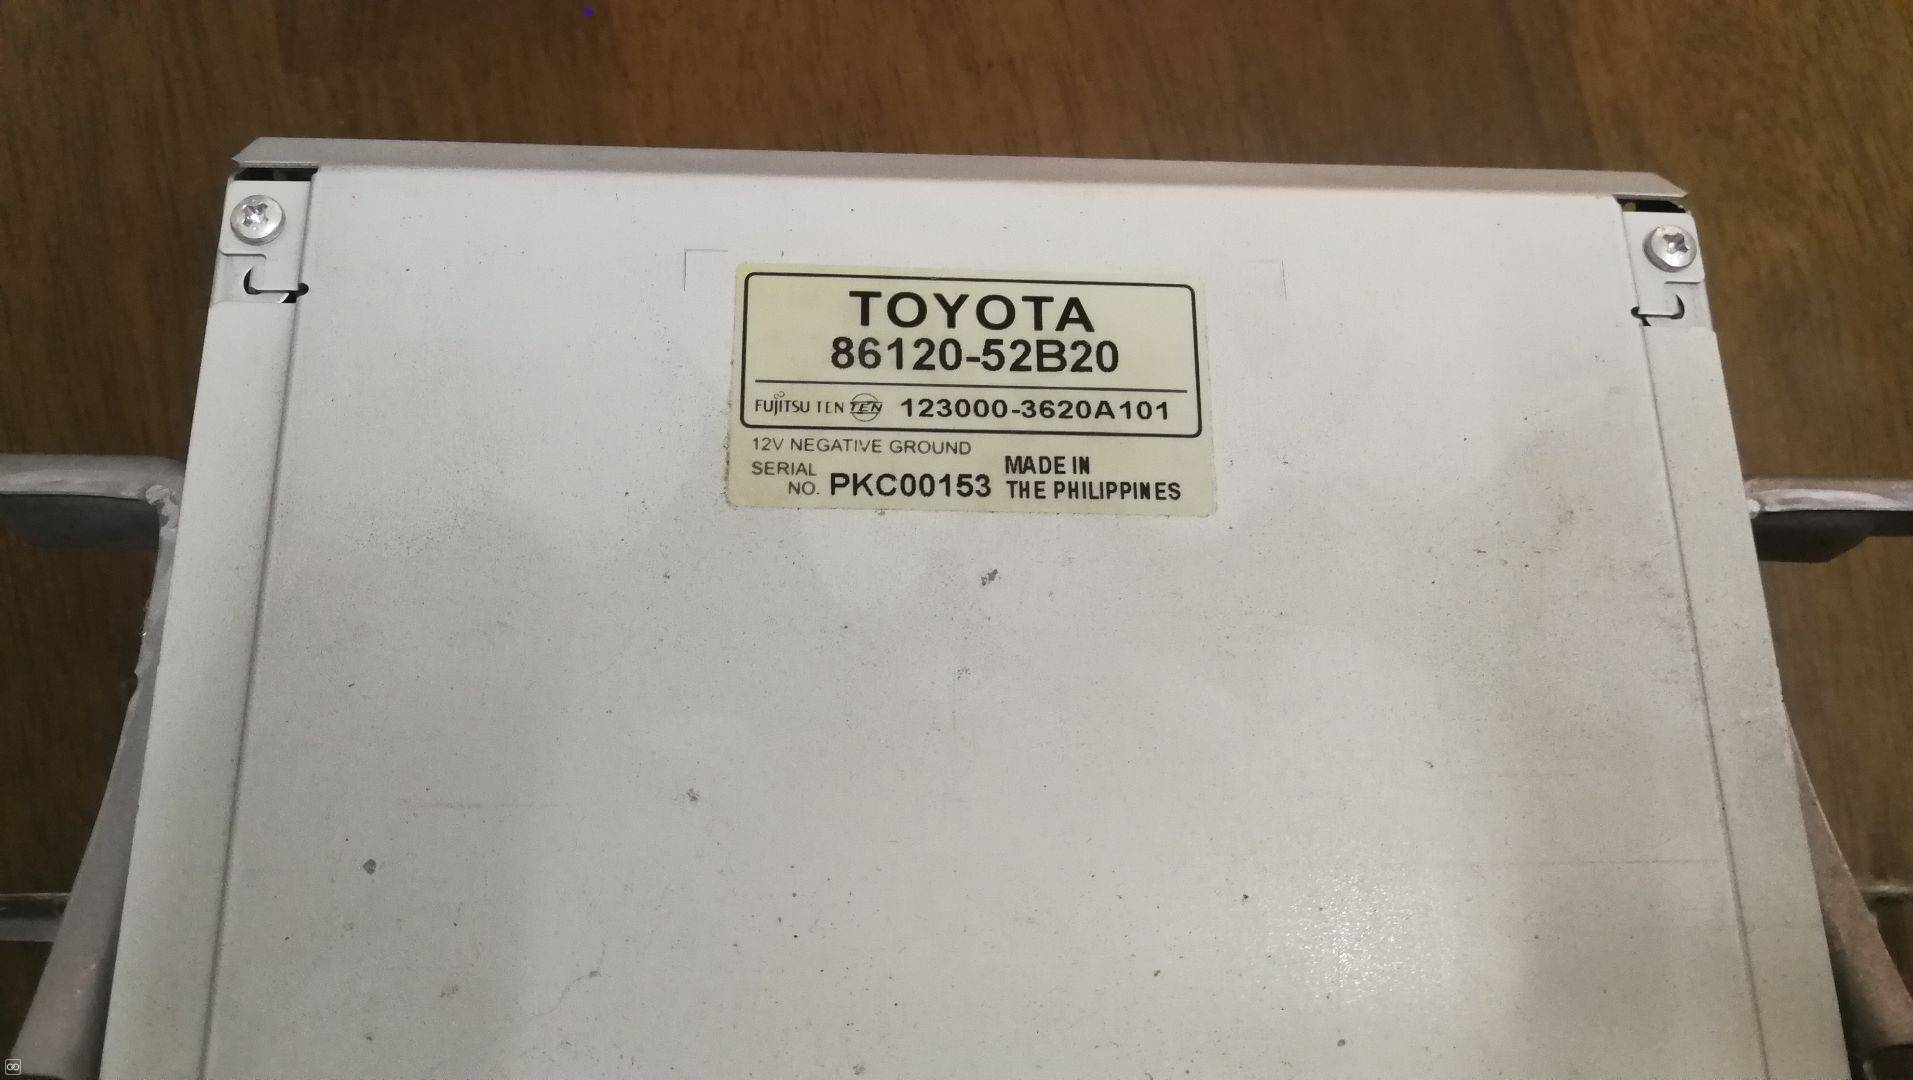 TOYOTA
86120-52B20
FUJITSU TEN TEN 123000-3620A101
12V NEGATIVE GROUND
SERIAL NO. PKC00153
MADE IN
THE PHILIPPINES